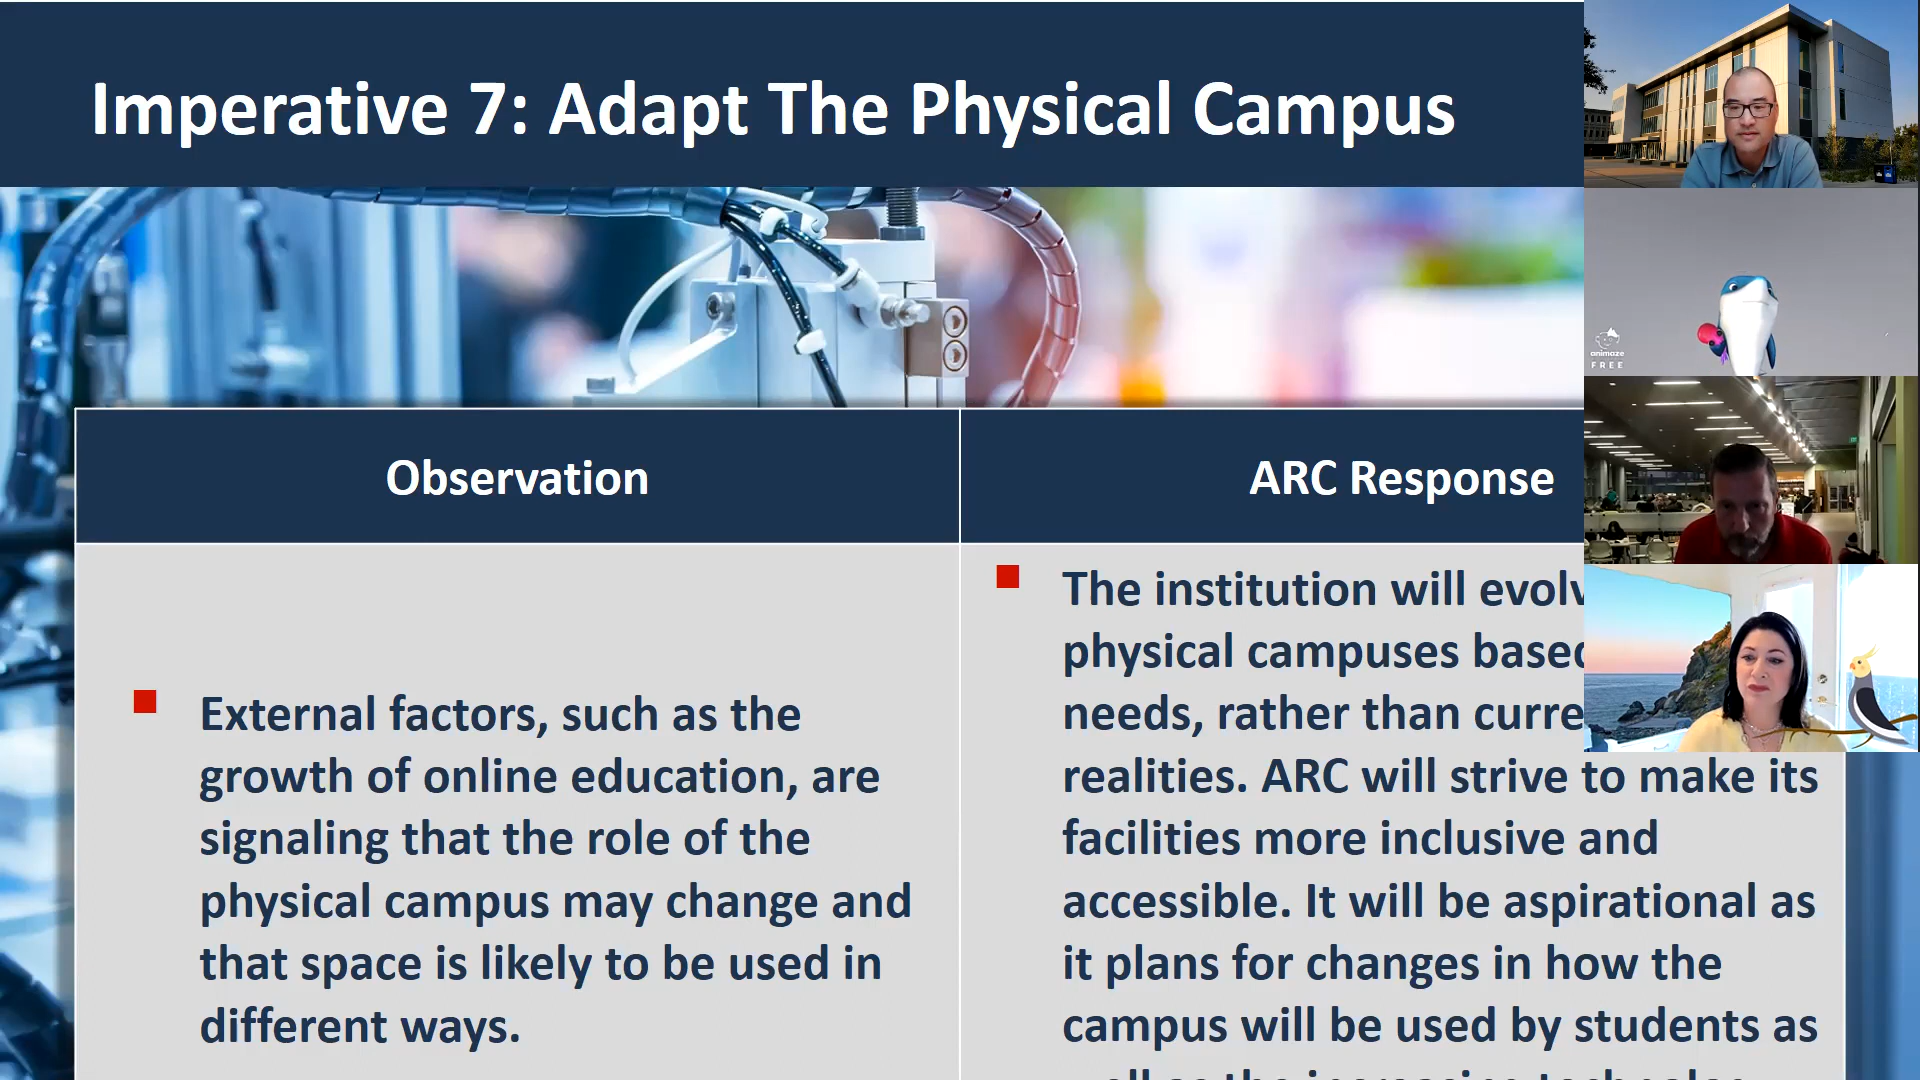 Imperative 7: Adapt The Physical Campus
Observation
ARC Response
External factors, such as the
growth of online education, are
signaling that the role of the
physical campus may change and
that space is likely to be used in
different ways.
The institution will
physical campuses
needs, rather than
realities. ARC will strive to make its
facilities more inclusive and
accessible. It will be aspirational as
it plans for changes in how the
campus will be used by students as
animaze
FREE